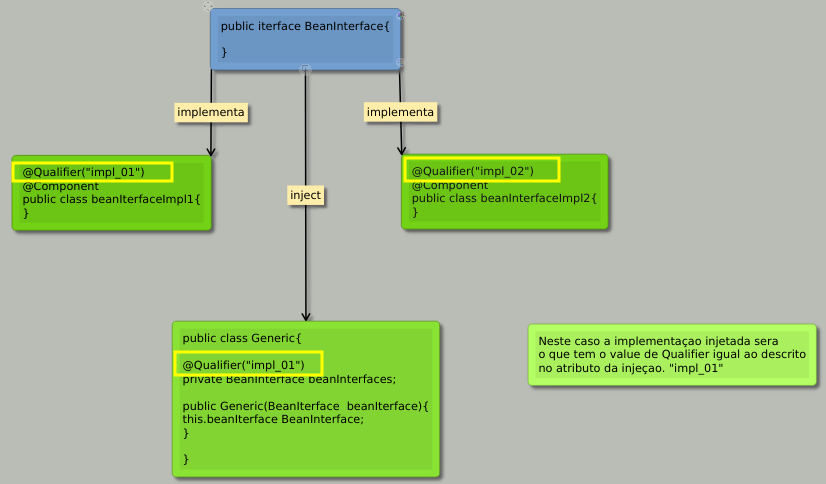 public iterface BeanInterface{
}
implementa
implementa
@Qualifier("impl_01")
@Component
public class beanIterfaceImpl1{
}
@Qualifier("impl_02")
@Component
public class beanInterfaceImpl2{
}
inject
public class Generic{
@Qualifier("impl_01")
private BeanInterface beanInterfaces;
public Generic(BeanIterface beanIterface){
this.beanIterface BeanInterface;
}
}
Neste caso a implementaçao injetada sera
o que tem o value de Qualifier igual ao descrito
no atributo da injeçao. "impl_01"